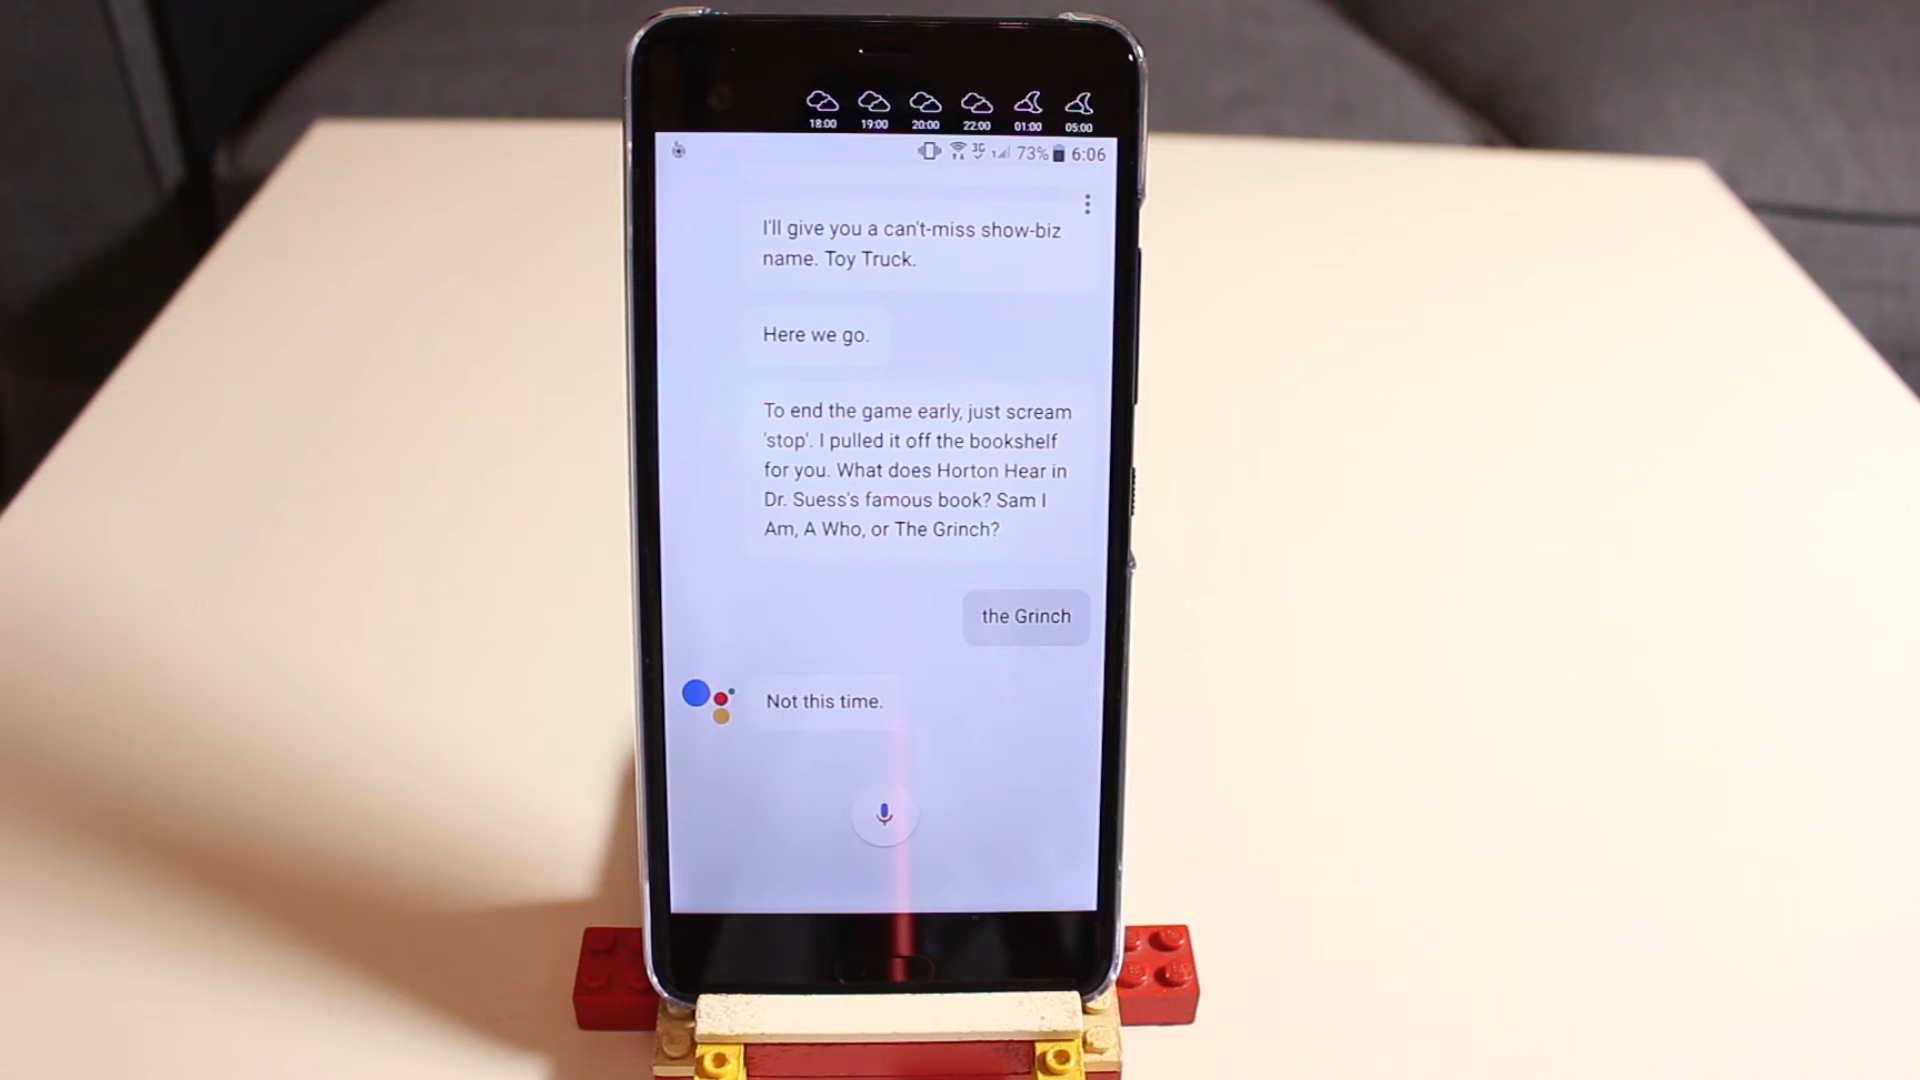 18:00 19:00 20:00 22:00 01:00 05:00
3G 73% 6:06
I'll give you a can't-miss show-biz
name. Toy Truck.
Here we go.
To end the game early, just scream
'stop'. I pulled it off the bookshelf
for you. What does Horton Hear in
Dr. Suess's famous book? Sam I
Am, A Who, or The Grinch?
the Grinch
Not this time.